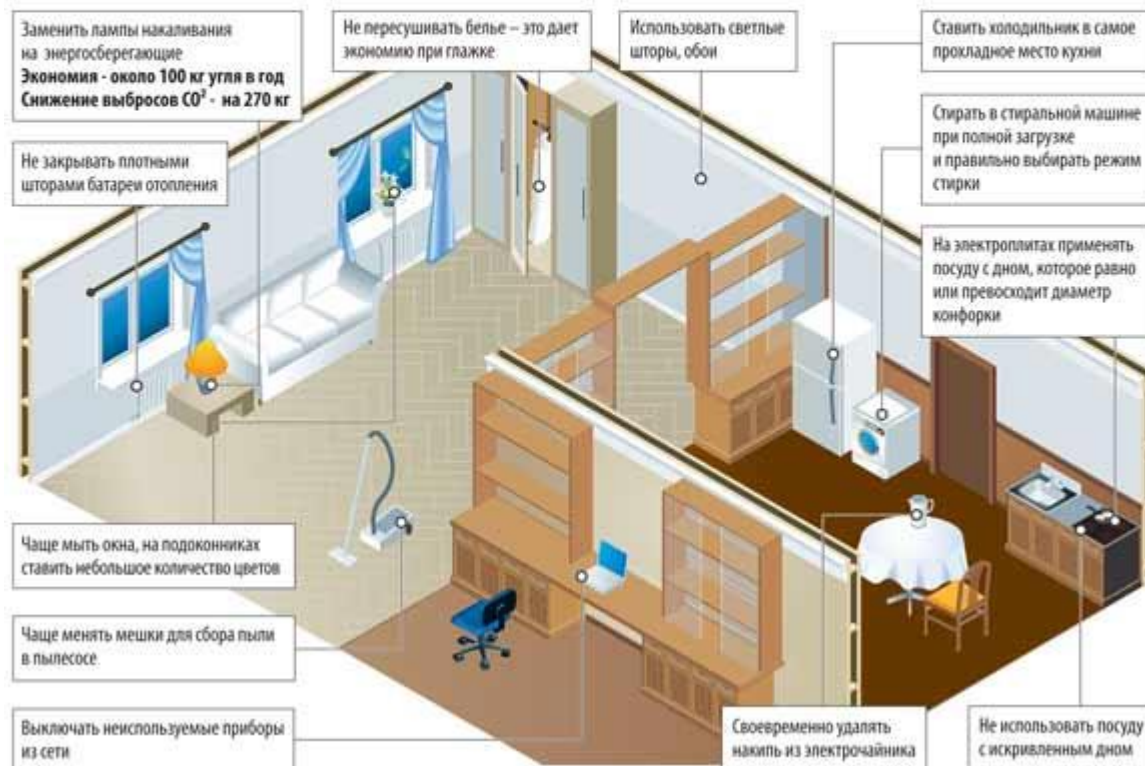 Заменить лампы накаливания
на энергосберегающие
Экономия - около 100 кг угля в год
Снижение выбросов CO² - на 270 кг
Не пересушивать белье – это дает
экономию при глажке
Использовать светлые
шторы, обои
Ставить холодильник в самое
прохладное место кухни
Не закрывать плотными
шторами батареи отопления
Стирать в стиральной машине
при полной загрузке
и правильно выбирать режим
стирки
На электроплитах применять
посуду с дном, которое равно
или превосходит диаметр
конфорки
Чаще мыть окна, на подоконниках
ставить небольшое количество цветов
Чаще менять мешки для сбора пыли
в пылесосе
Выключать неиспользуемые приборы
из сети
Своевременно удалять
накипь из электрочайника
Не использовать посуду
с искривленным дном